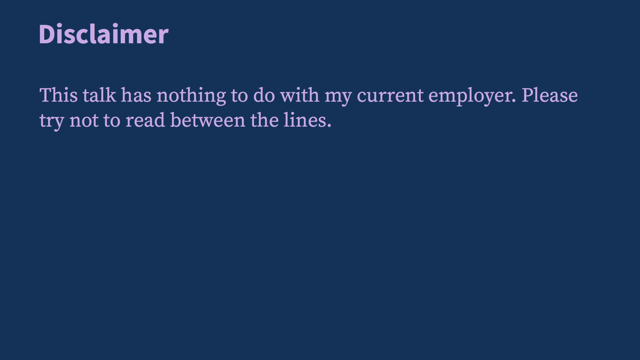 Disclaimer
This talk has nothing to do with my current employer. Please
try not to read between the lines.